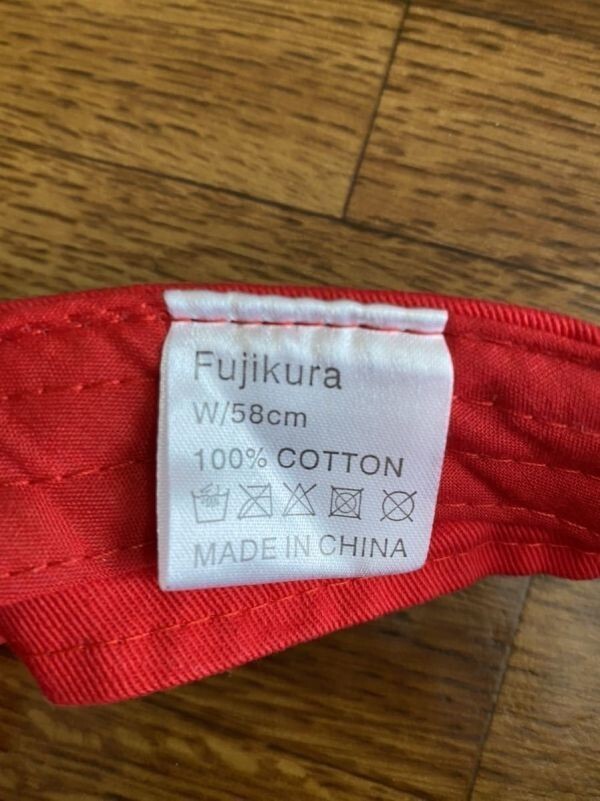 Fujikura
W/58cm
100% COTTON
MADE IN CHINA